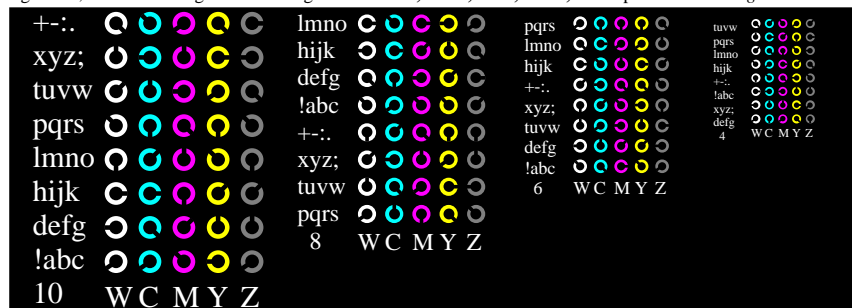 +-:.
xyz;
tuvw
pqrs
lmno
hijk
defg
!abc
10 W C M Y Z
lmno
hijk
defg
!abc
+-:.
xyz;
tuvw
pqrs
8 W C M Y Z
pqrs
lmno
hijk
+-:.
xyz;
tuvw
defg
!abc
6 W C M Y Z
tuvw
pqrs
lmno
hijk
+-:.
!abc
xyz;
defg
4 W C M Y Z